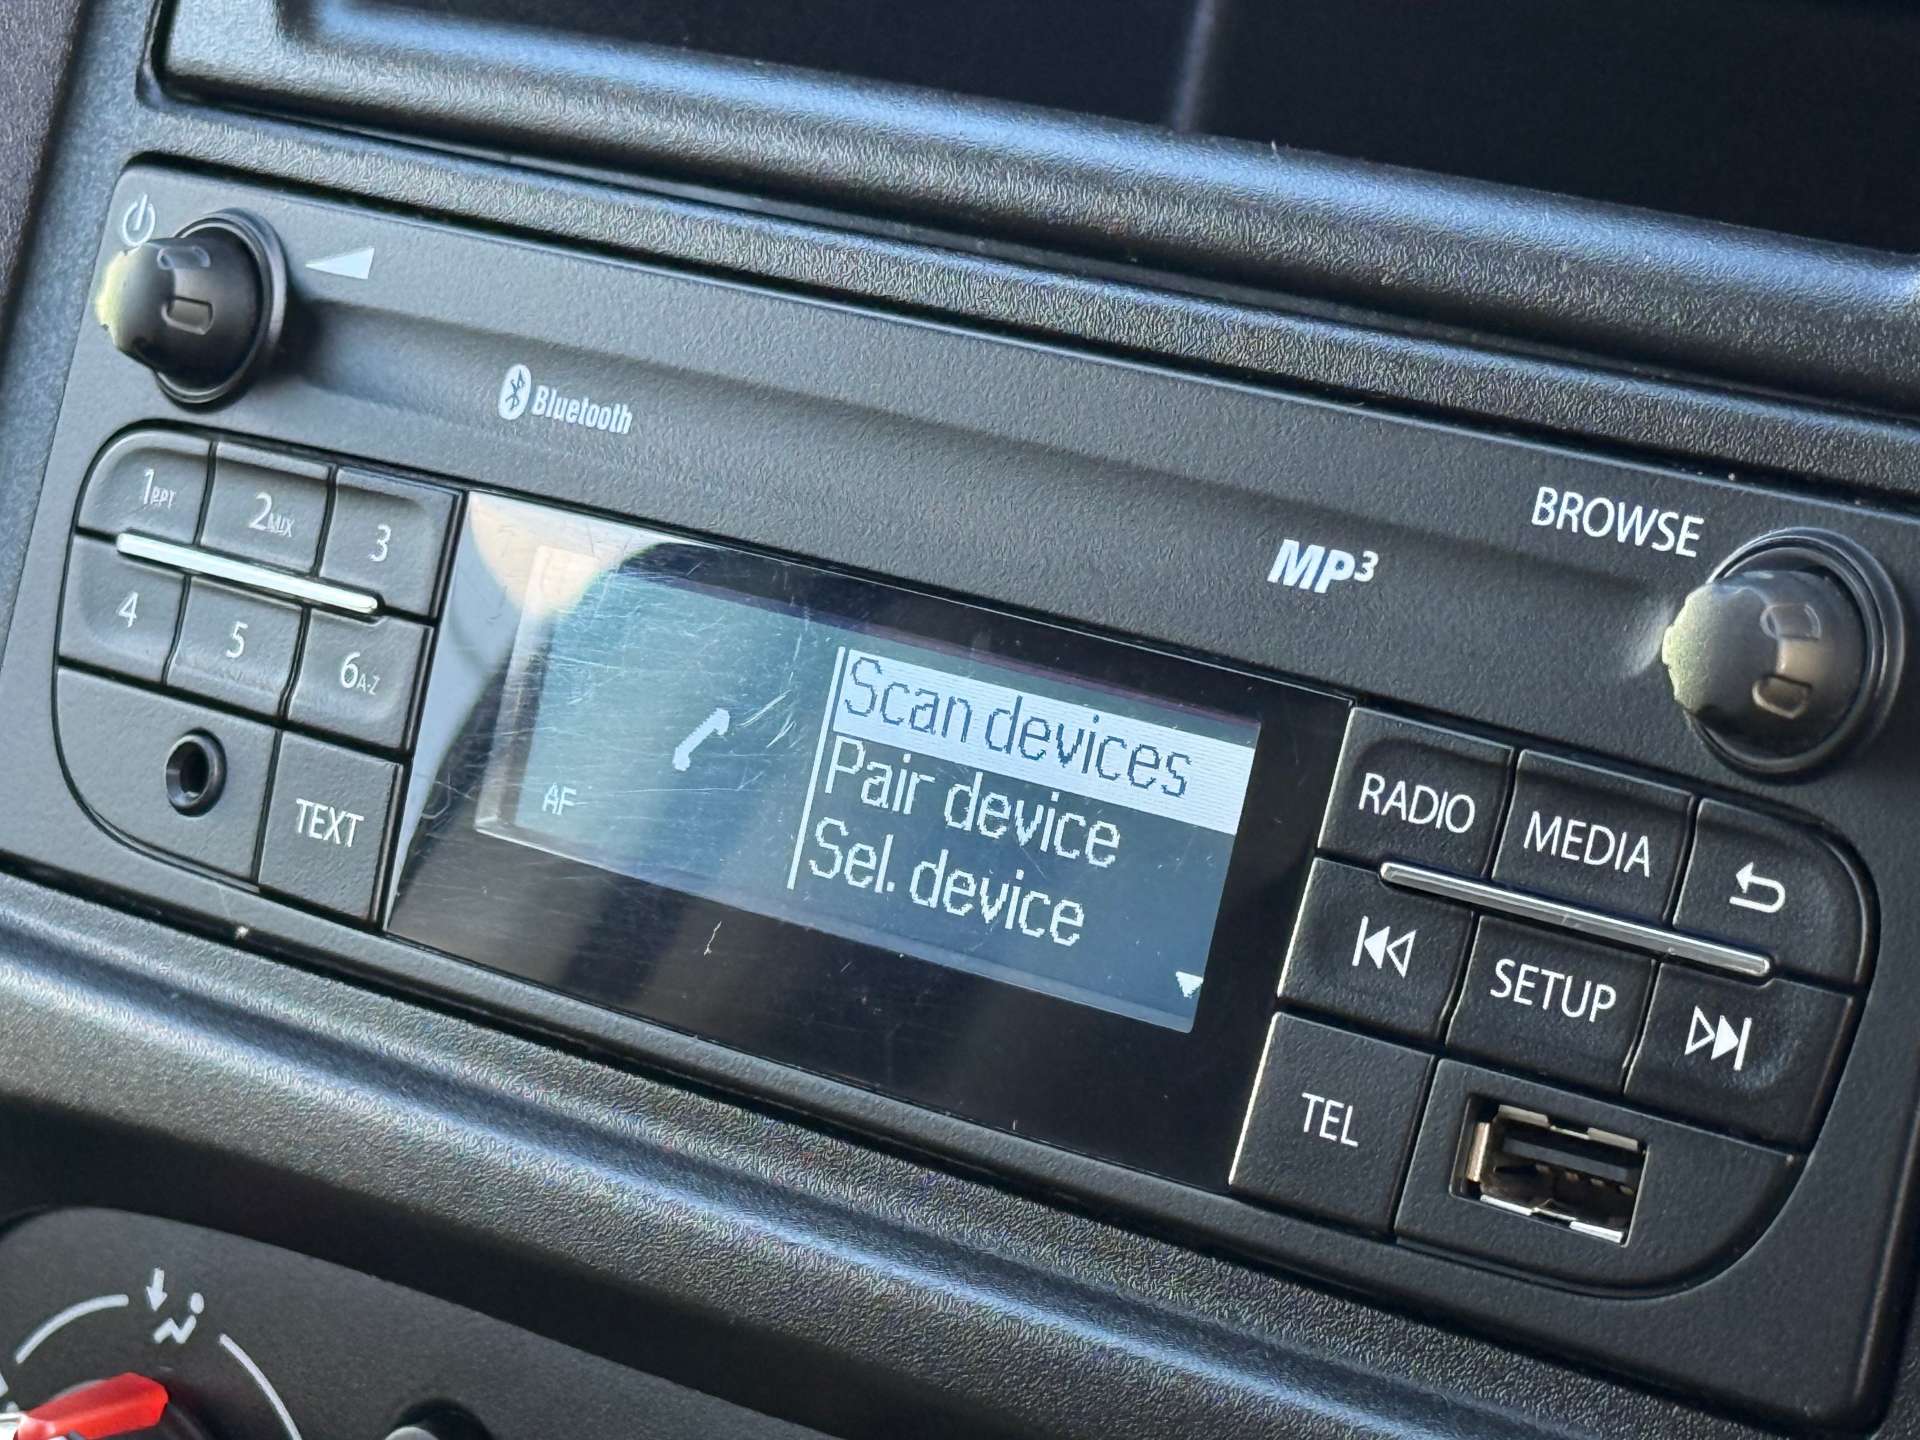 Bluetooth
BROWSE
MP3
1RPT
2MIX
3
4
5
6A-Z
TEXT
AF
Scan devices
Pair device
Sel. device
RADIO
MEDIA
SETUP
TEL